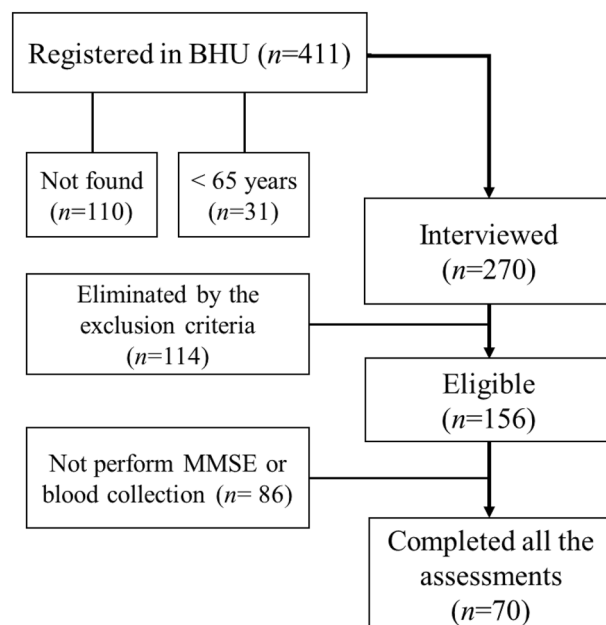 Registered in BHU (n=411)
Not found
(n=110)
< 65 years
(n=31)
Interviewed
(n=270)
Eliminated by the
exclusion criteria
(n=114)
Eligible
(n=156)
Not perform MMSE or
blood collection (n= 86)
Completed all the
assessments
(n=70)